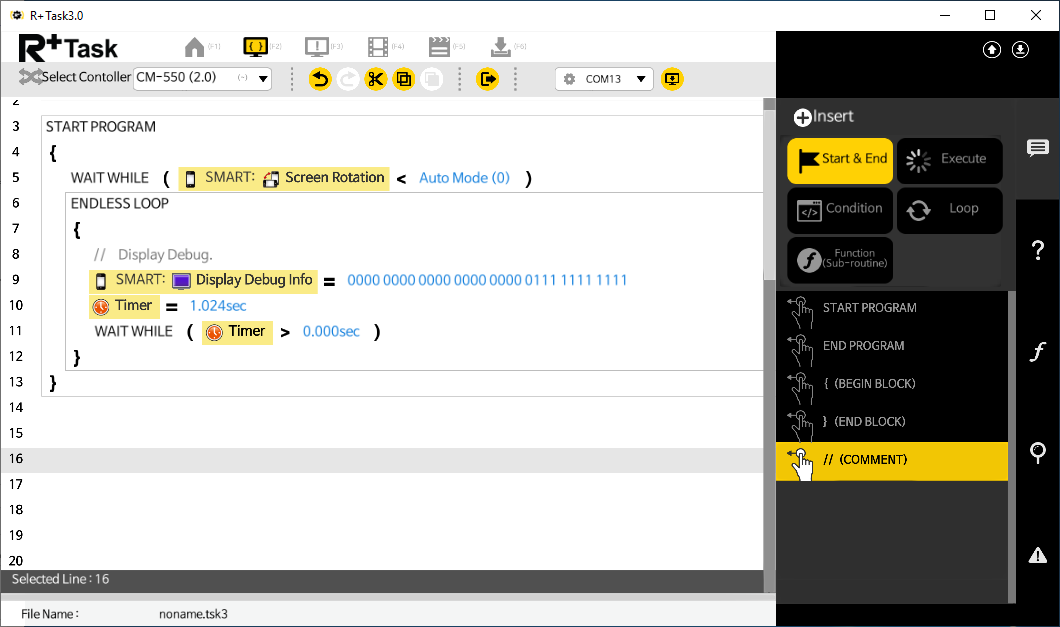 R+Task3.0
R+Task (F1) (F2) (F3) (F4) (F5) (F6)
Select Contoller CM-550 (2.0) (~) COM13
2
3 START PROGRAM
4 {
5 WAIT WHILE ( SMART: Screen Rotation < Auto Mode (0) )
6 ENDLESS LOOP
7 {
8 // Display Debug.
9 SMART: Display Debug Info = 0000 0000 0000 0000 0000 0111 1111 1111
10 Timer = 1.024sec
11 WAIT WHILE ( Timer > 0.000sec )
12 }
13 }
14
15
16
17
18
19
20
Selected Line : 16
File Name : noname.tsk3
Insert
Start & End Execute
</> Condition Loop
Function
(Sub-routine)
START PROGRAM
END PROGRAM
{ (BEGIN BLOCK)
} (END BLOCK)
// (COMMENT)